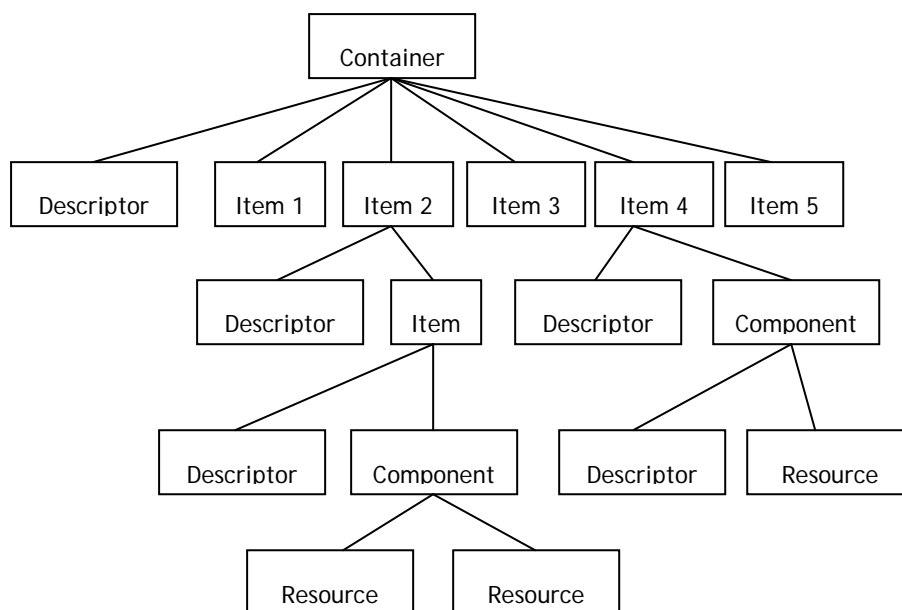 Container
Descriptor Item 1 Item 2 Item 3 Item 4 Item 5
Descriptor Item Descriptor Component
Descriptor Component Descriptor Resource
Resource Resource